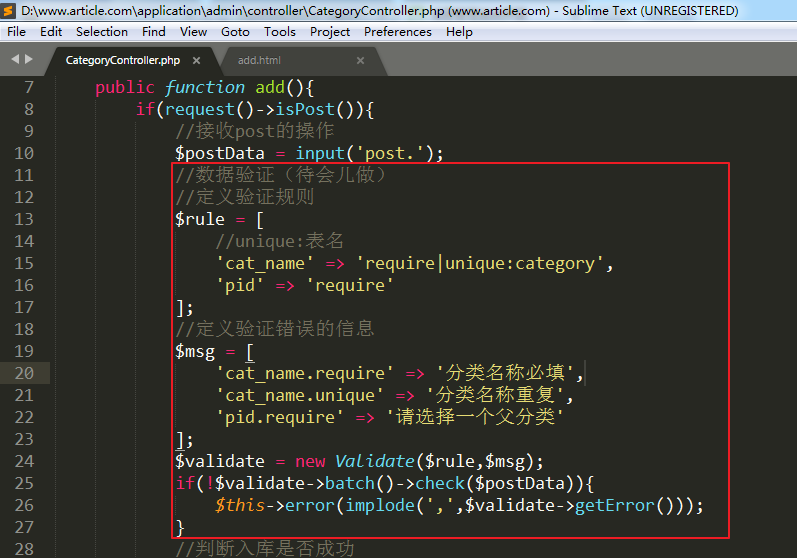 D:\www.article.com\application\admin\controller\CategoryController.php (www.article.com) - Sublime Text (UNREGISTERED)
File Edit Selection Find View Goto Tools Project Preferences Help
CategoryController.php × add.html ×
7 public function add(){
8 if(request()->isPost()){
9 //接收post的操作
10 $postData = input('post.');
11 //数据验证（待会儿做）
12 //定义验证规则
13 $rule = [
14 //unique:表名
15 'cat_name' => 'require|unique:category',
16 'pid' => 'require'
17 ];
18 //定义验证错误的信息
19 $msg = [
20 'cat_name.require' => '分类名称必填',
21 'cat_name.unique' => '分类名称重复',
22 'pid.require' => '请选择一个父分类'
23 ];
24 $validate = new Validate($rule,$msg);
25 if(!$validate->batch()->check($postData)){
26 $this->error(implode(',',$validate->getError()));
27 }
28 //判断入库是否成功